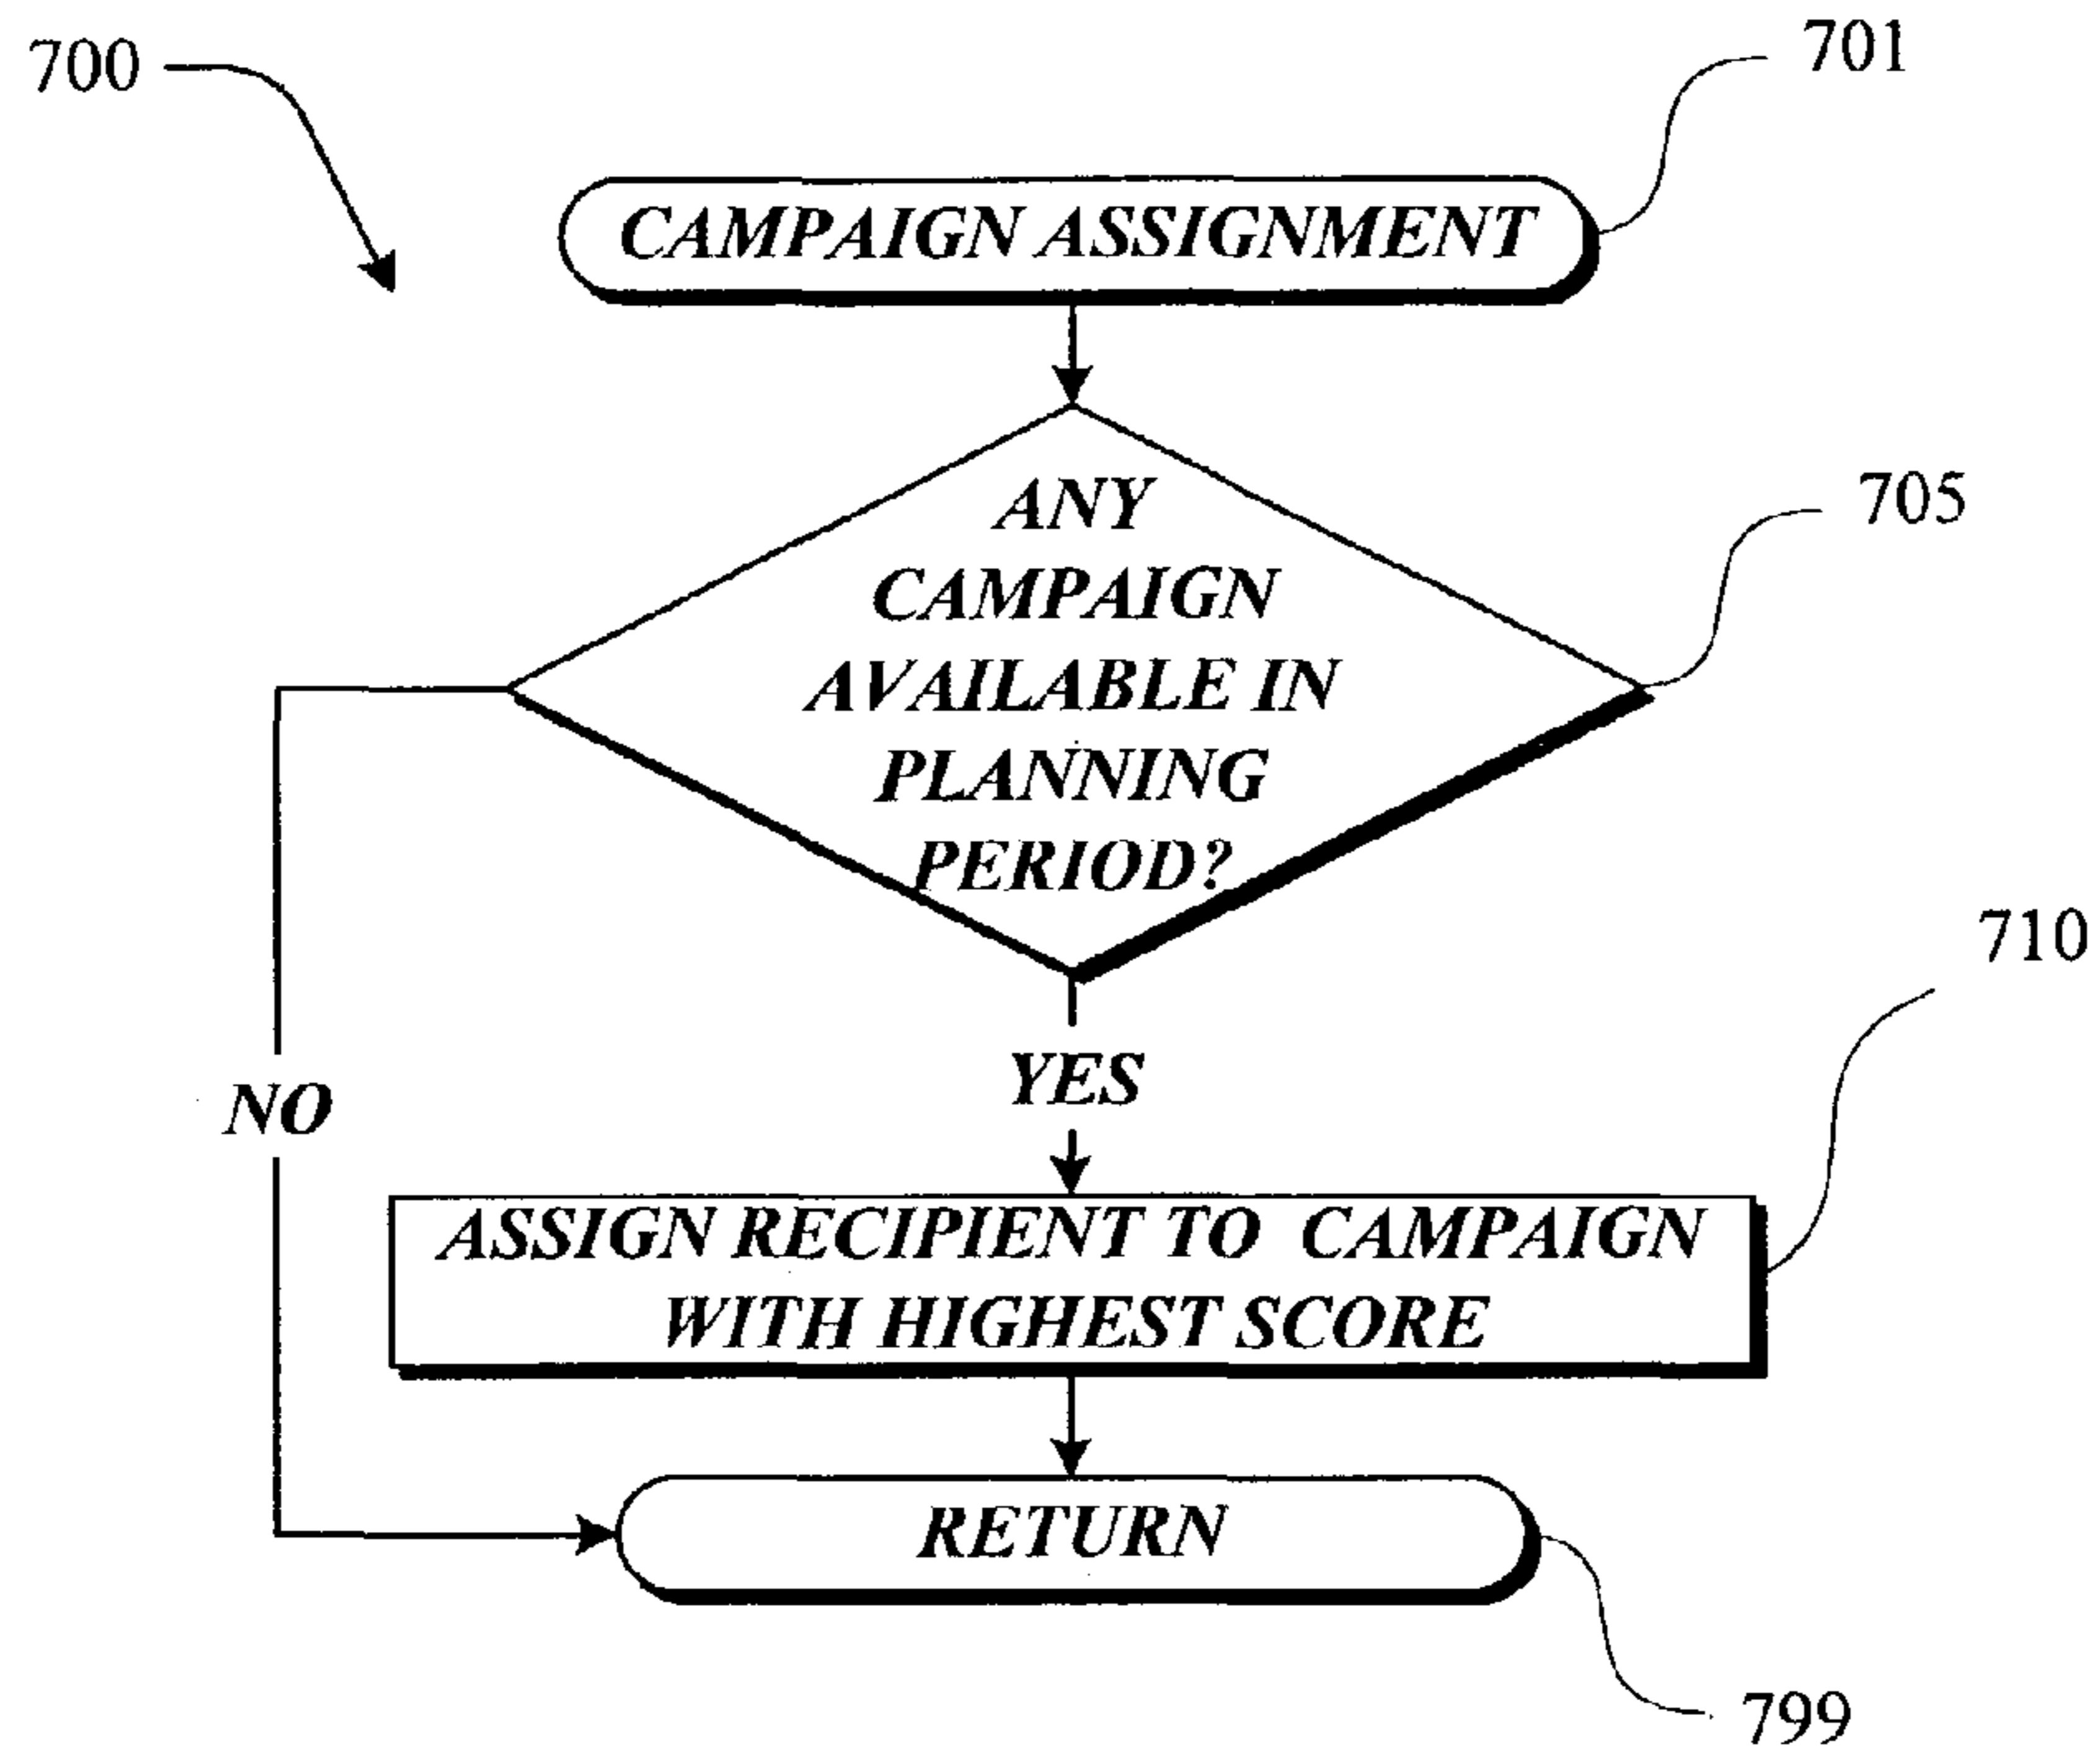 700
701
CAMPAIGN ASSIGNMENT
705
ANY
CAMPAIGN
AVAILABLE IN
PLANNING
PERIOD?
710
YES
NO
ASSIGN RECIPIENT TO CAMPAIGN
WITH HIGHEST SCORE
RETURN
799